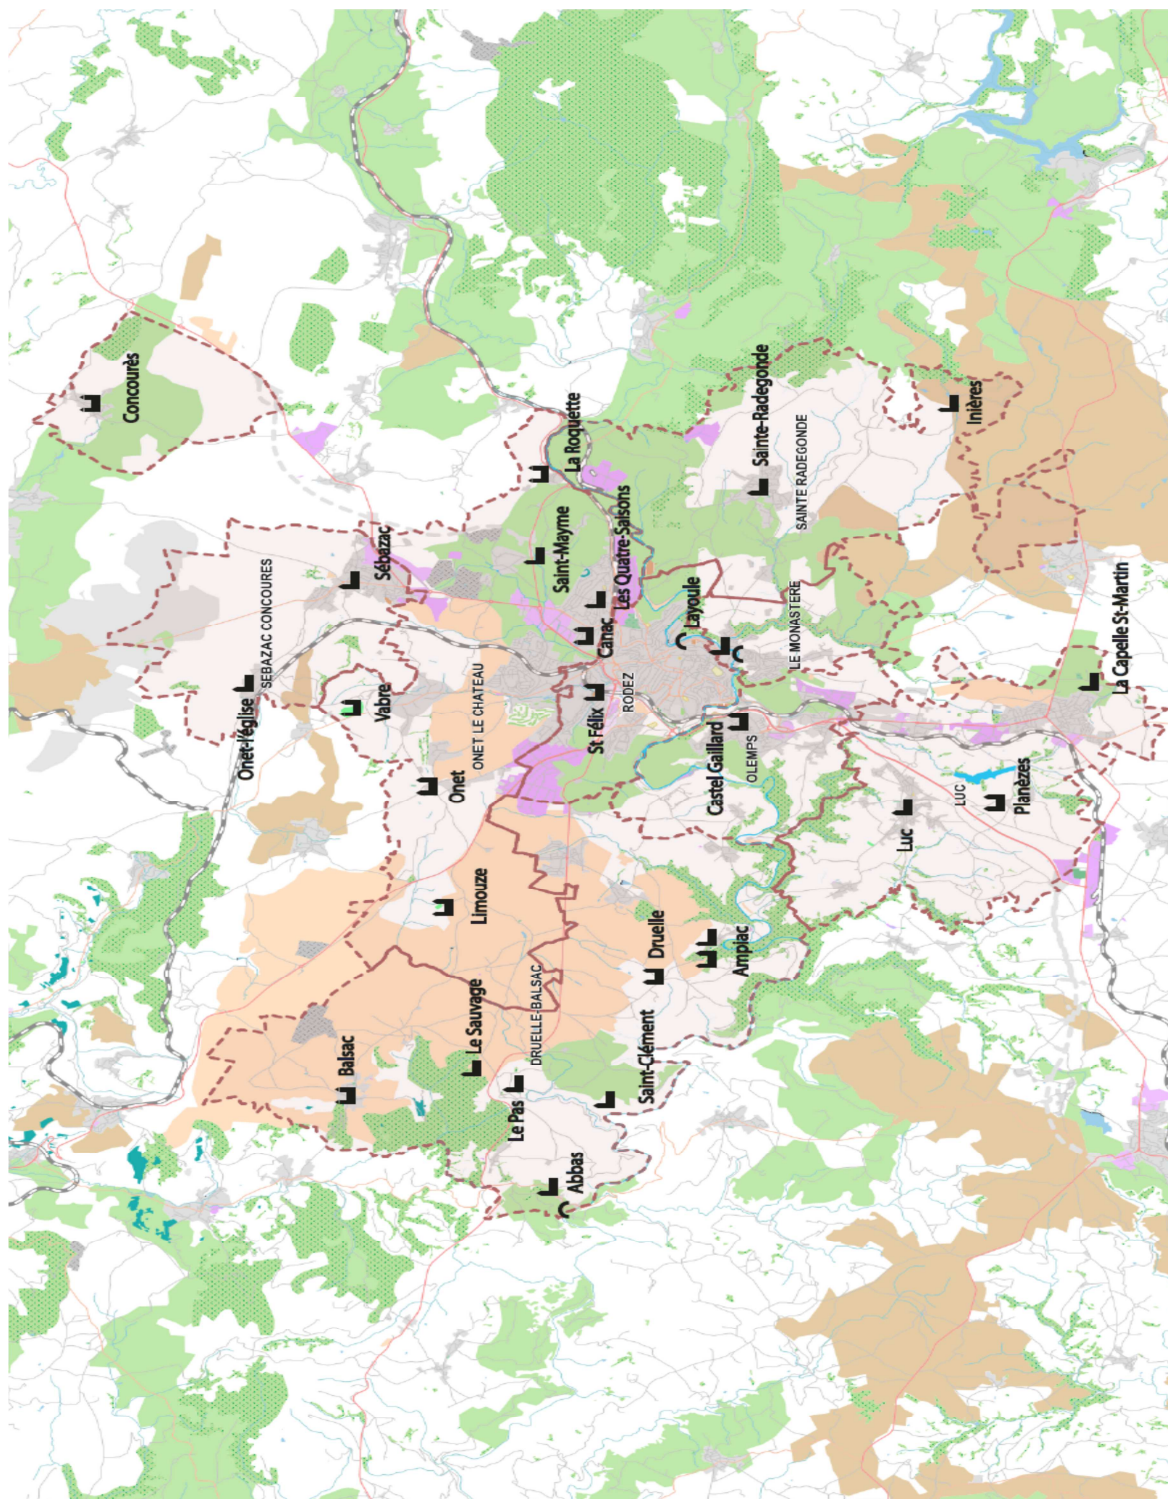 Concourès
Sébazac
SEBAZAC CONCOURES
Onet-l'église
Vabre
La Roquette
Saint-Mayme
Les Quatre-Saisons
Canac
ONET LE CHATEAU
Onet
St Félix
RODEZ
Layoule
Sainte-Radegonde
SAINTE RADEGONDE
Inières
LE MONASTERE
Castel Gaillard
OLEMPS
Limouze
Balsac
Le Sauvage
DRUELLE-BALSAC
Le Pas
Druelle
Ampiac
Saint-Clément
Abbas
Luc
LUC
Planezes
La Capelle St-Martin